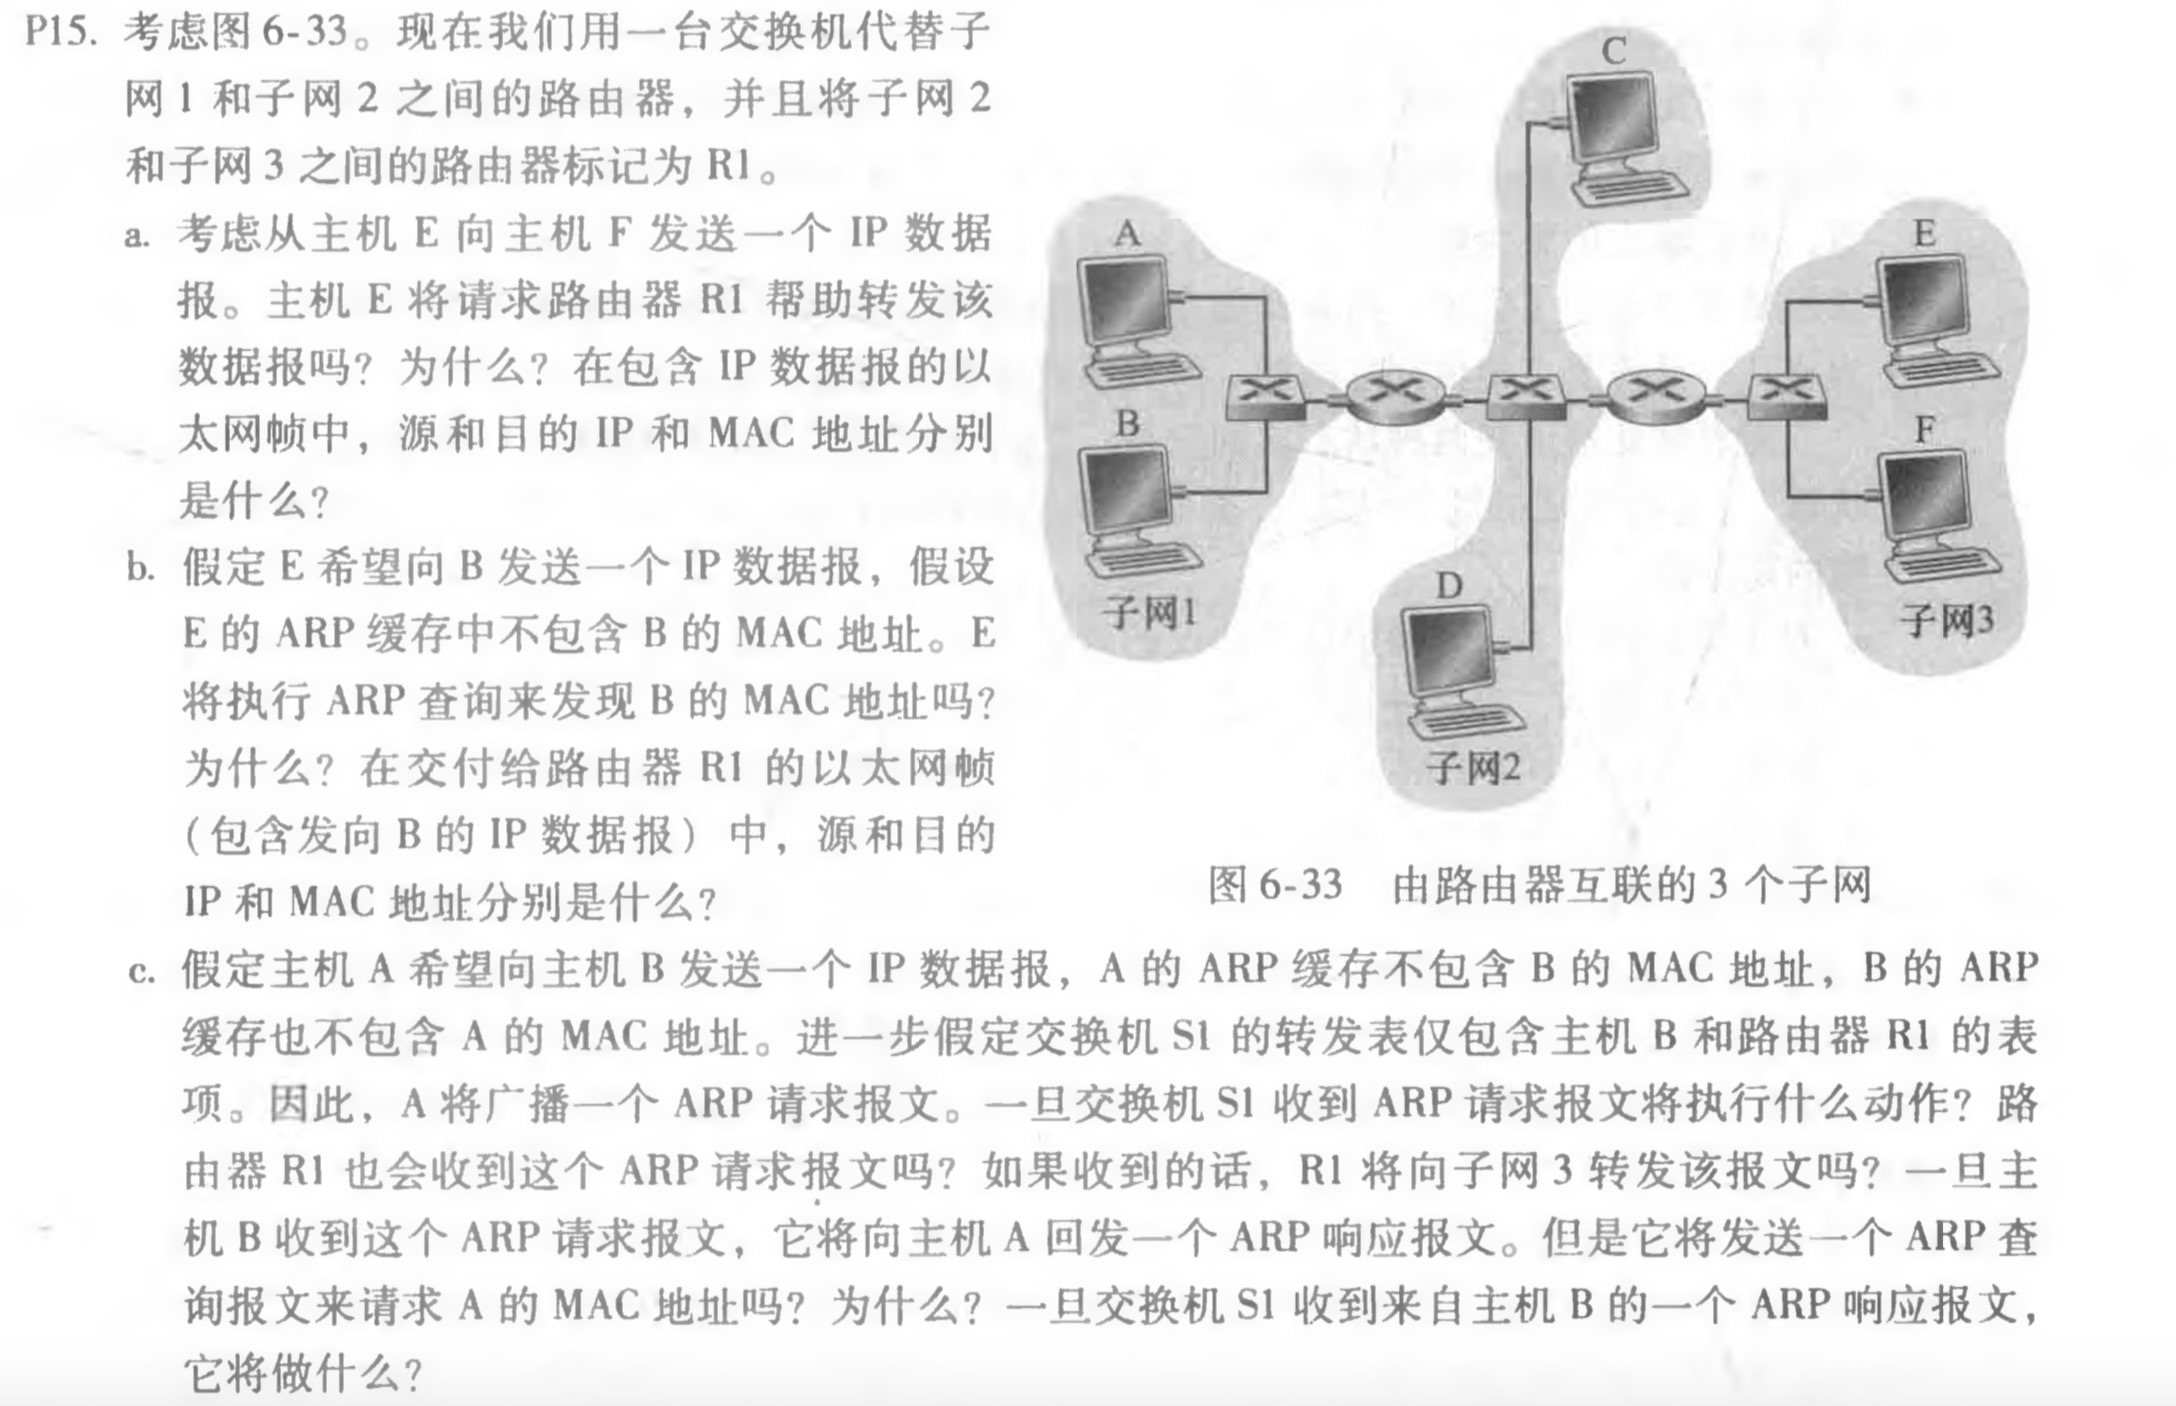 P15. 考虑图 6-33。现在我们用一台交换机代替子
网 1 和子网 2 之间的路由器，并且将子网 2
和子网 3 之间的路由器标记为 R1。
a. 考虑从主机 E 向主机 F 发送一个 IP 数据
报。主机 E 将请求路由器 R1 帮助转发该
数据报吗？为什么？在包含 IP 数据报的以
太网帧中，源和目的 IP 和 MAC 地址分别
是什么？
b. 假定 E 希望向 B 发送一个 IP 数据报，假设
E 的 ARP 缓存中不包含 B 的 MAC 地址。E
将执行 ARP 查询来发现 B 的 MAC 地址吗？
为什么？在交付给路由器 R1 的以太网帧
（包含发向 B 的 IP 数据报）中，源和目的
IP 和 MAC 地址分别是什么？
C
A
B
子网1
D
子网2
E
F
子网3
图 6-33 由路由器互联的 3 个子网
c. 假定主机 A 希望向主机 B 发送一个 IP 数据报，A 的 ARP 缓存不包含 B 的 MAC 地址，B 的 ARP
缓存也不包含 A 的 MAC 地址。进一步假定交换机 S1 的转发表仅包含主机 B 和路由器 R1 的表
项。因此，A 将广播一个 ARP 请求报文。一旦交换机 S1 收到 ARP 请求报文将执行什么动作？路
由器 R1 也会收到这个 ARP 请求报文吗？如果收到的话，R1 将向子网 3 转发该报文吗？一旦主
机 B 收到这个 ARP 请求报文，它将向主机 A 回发一个 ARP 响应报文。但是它将发送一个 ARP 查
询报文来请求 A 的 MAC 地址吗？为什么？一旦交换机 S1 收到来自主机 B 的一个 ARP 响应报文，
它将做什么？